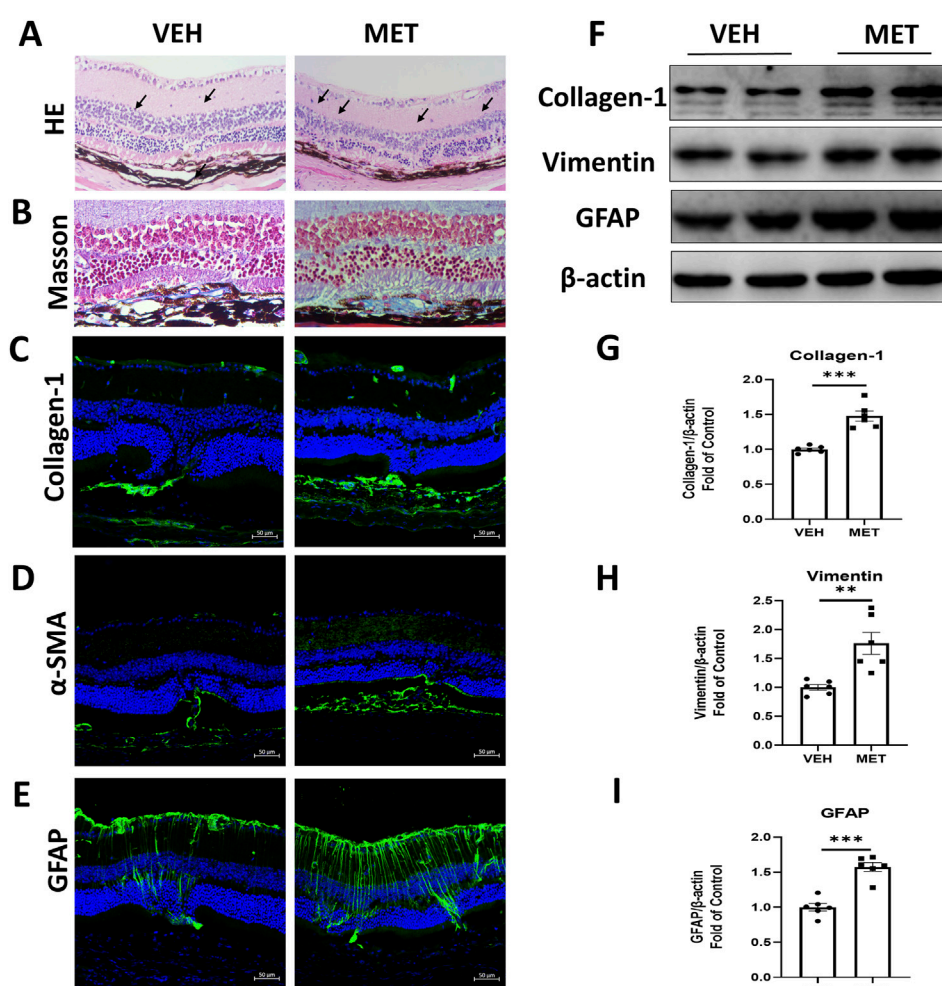 A
VEH
MET
HE
B
Masson
C
Collagen-1
50 µm
50 µm
D
α-SMA
50 µm
50 µm
E
GFAP
50 µm
50 µm
F
VEH
MET
Collagen-1
Vimentin
GFAP
β-actin
G
Collagen-1
***
Collagen-1/β-actin
Fold of Control
2.0
1.5
1.0
0.5
0.0
VEH
MET
H
Vimentin
**
Vimentin/β-actin
Fold of Control
2.5
2.0
1.5
1.0
0.5
0.0
VEH
MET
I
GFAP
***
GFAP/β-actin
Fold of Control
2.0
1.5
1.0
0.5
0.0